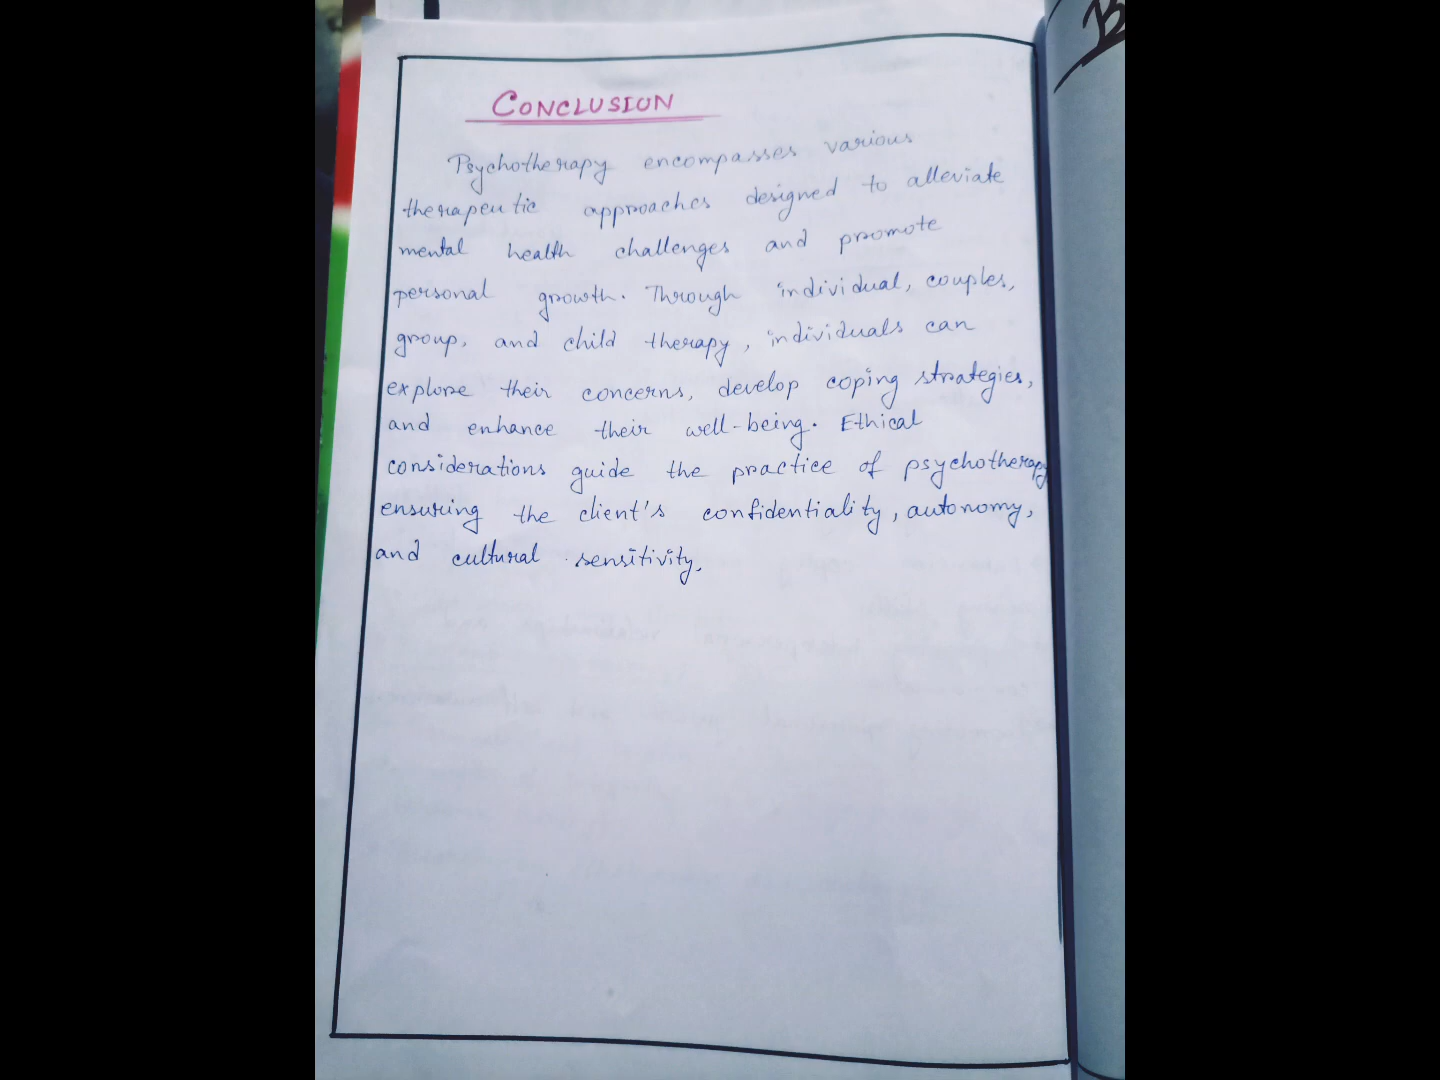 CONCLUSION
Psychotherapy encompasses various
therapeutic approaches designed to alleviate
mental health challenges and promote
personal growth. Through individual, couples,
group, and child therapy, individuals can
explore their concerns, develop coping strategies,
and enhance their well-being. Ethical
considerations guide the practice of psychotherapy
ensuring the client's confidentiality, autonomy,
and cultural sensitivity.